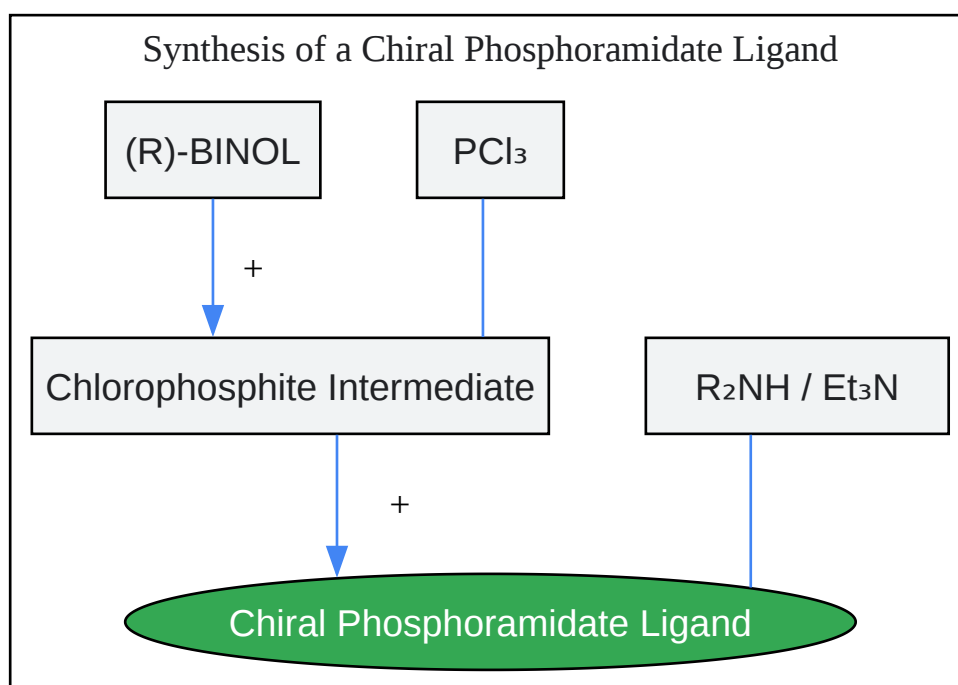 Synthesis of a Chiral Phosphoramidate Ligand
(R)-BINOL
PCl₃
+
Chlorophosphite Intermediate
R₂NH / Et₃N
+
Chiral Phosphoramidate Ligand